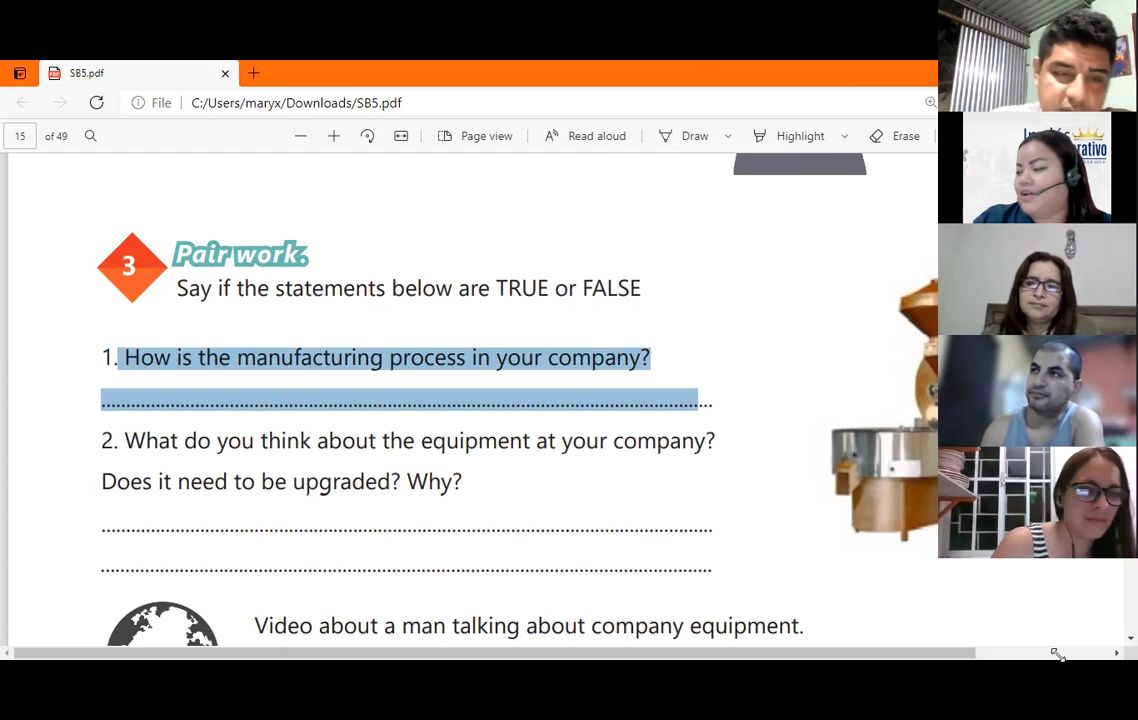 SB5.pdf
File C:/Users/maryx/Downloads/SB5.pdf
15 of 49 Page view Read aloud Draw Highlight Erase
3 Pair work.
Say if the statements below are TRUE or FALSE
1. How is the manufacturing process in your company?
2. What do you think about the equipment at your company?
Does it need to be upgraded? Why?
Video about a man talking about company equipment.